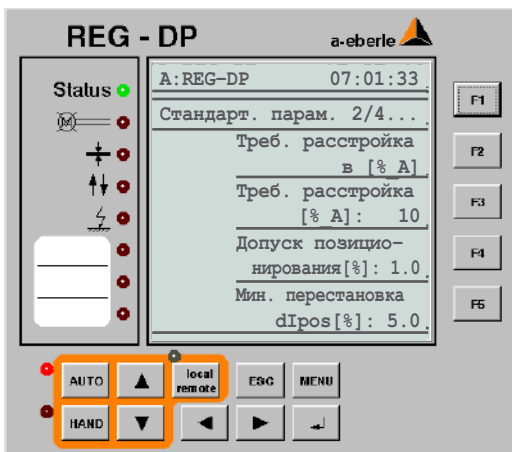 REG - DP
a-eberle
Status
A:REG-DP 07:01:33
Стандарт. парам. 2/4...
Треб. расстройка
в [%_A]
Треб. расстройка
[%_A]: 10
Допуск позицио-
нирования[%]: 1.0
Мин. перестановка
dIpos[%]: 5.0
F1
F2
F3
F4
F5
AUTO
local
remote
ESC
MENU
HAND